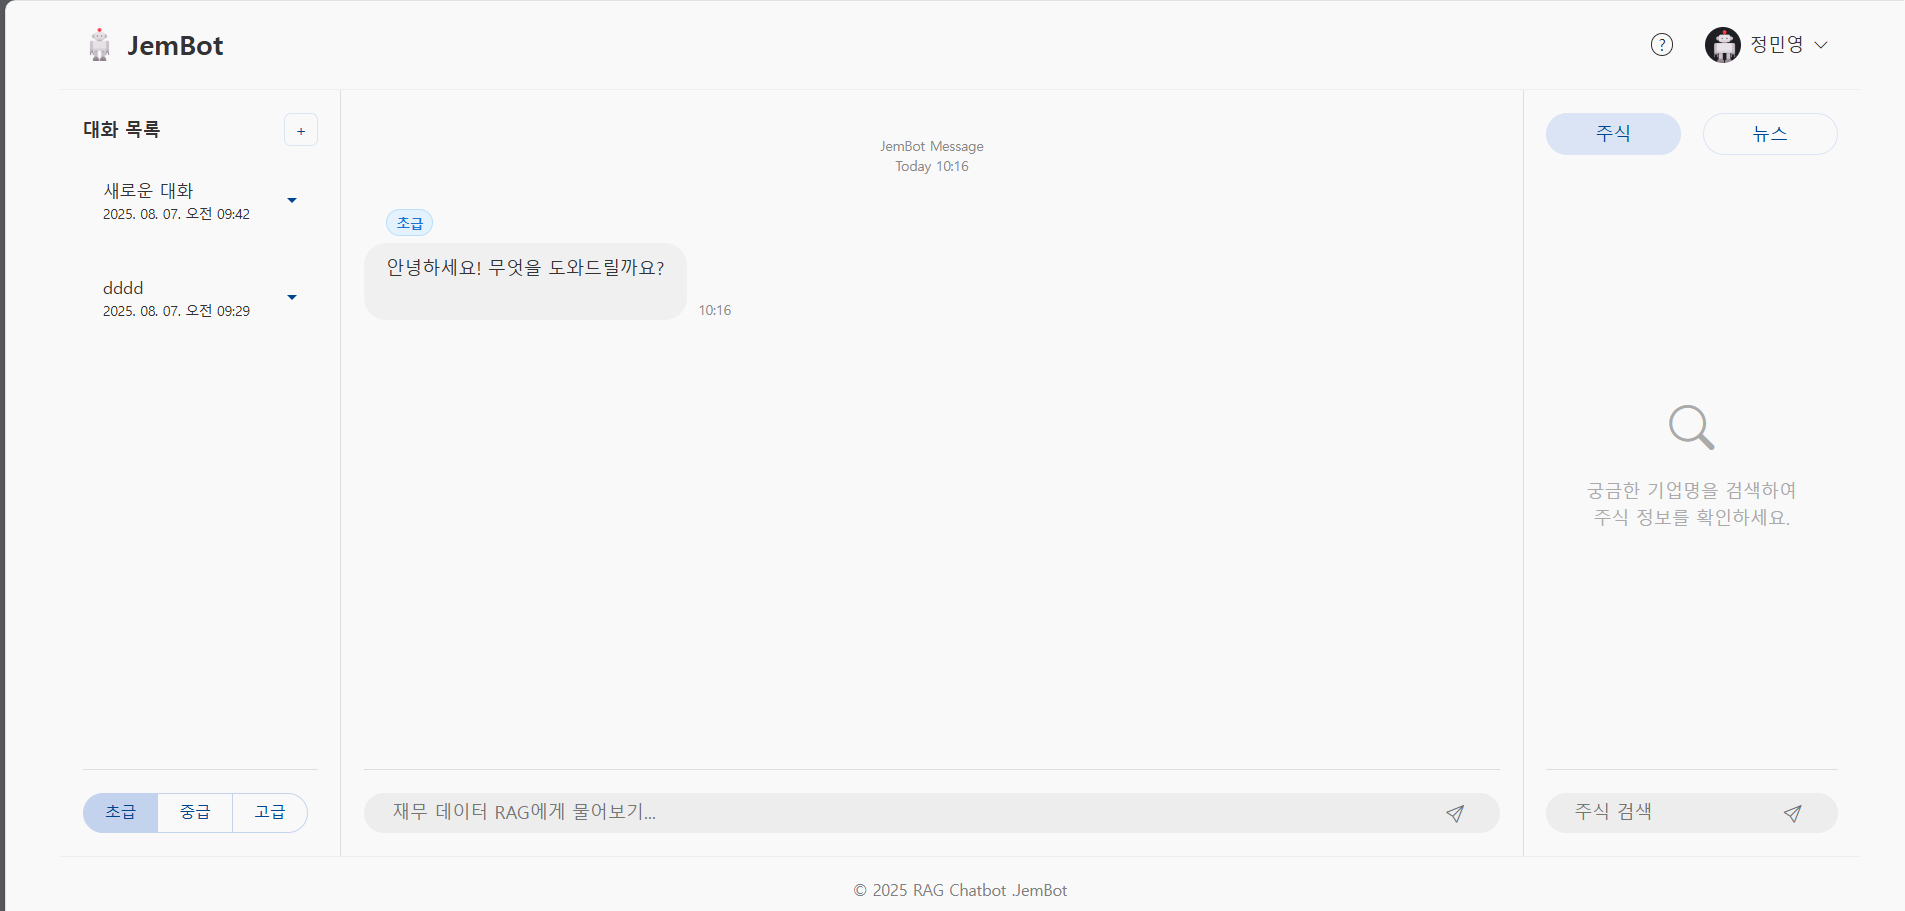 JemBot
?
정민영
대화 목록
+
새로운 대화
2025. 08. 07. 오전 09:42
dddd
2025. 08. 07. 오전 09:29
초급
중급
고급
JemBot Message
Today 10:16
초급
안녕하세요! 무엇을 도와드릴까요?
10:16
재무 데이터 RAG에게 물어보기...
주식
뉴스
궁금한 기업명을 검색하여
주식 정보를 확인하세요.
주식 검색
© 2025 RAG Chatbot JemBot